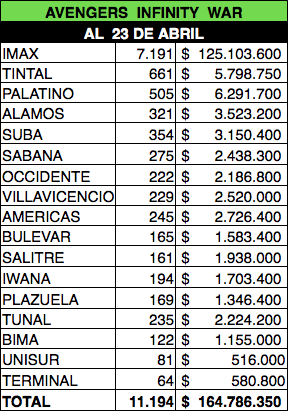 AVENGERS INFINITY WAR
AL 23 DE ABRIL
IMAX 7.191 $ 125.103.600
TINTAL 661 $ 5.798.750
PALATINO 505 $ 6.291.700
ALAMOS 321 $ 3.523.200
SUBA 354 $ 3.150.400
SABANA 275 $ 2.438.300
OCCIDENTE 222 $ 2.186.800
VILLAVICENCIO 229 $ 2.520.000
AMERICAS 245 $ 2.726.400
BULEVAR 165 $ 1.583.400
SALITRE 161 $ 1.938.000
IWANA 194 $ 1.703.400
PLAZUELA 169 $ 1.346.400
TUNAL 235 $ 2.224.200
BIMA 122 $ 1.155.000
UNISUR 81 $ 516.000
TERMINAL 64 $ 580.800
TOTAL 11.194 $ 164.786.350